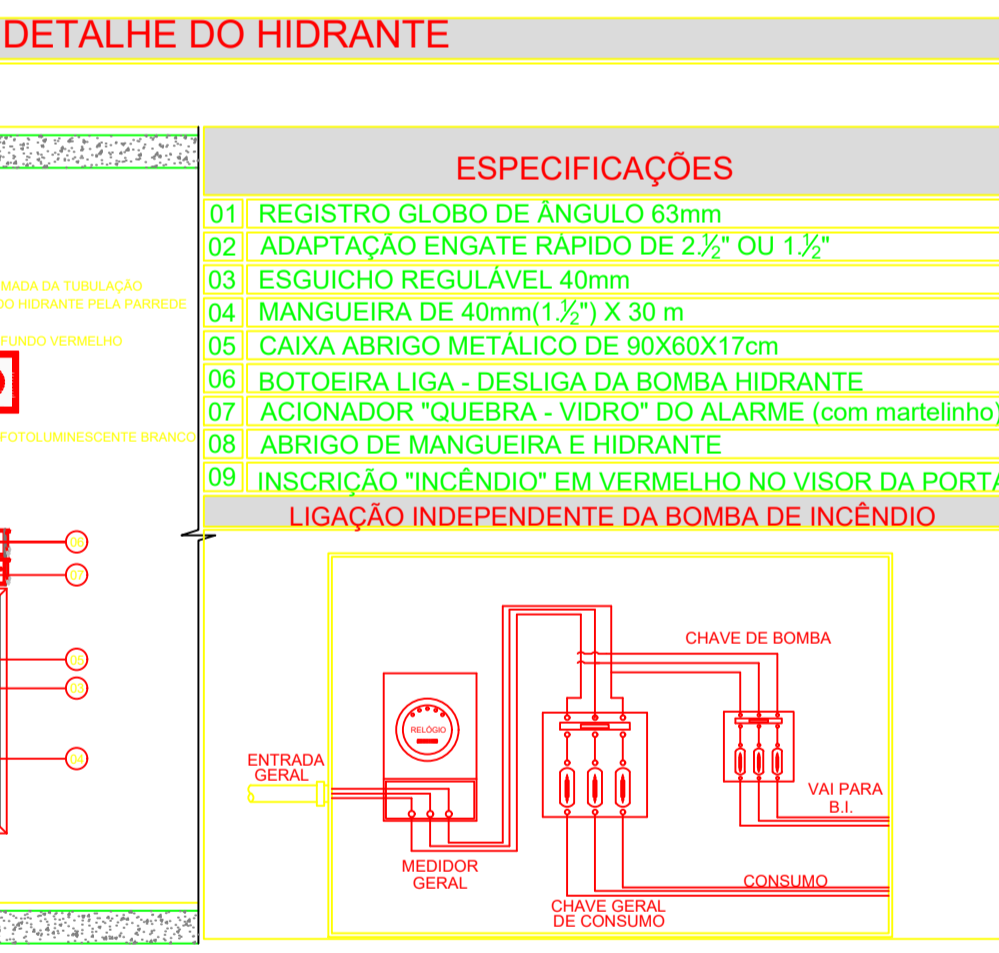 DETALHE DO HIDRANTE
ESPECIFICAÇÕES
01 REGISTRO GLOBO DE ÂNGULO 63mm
02 ADAPTAÇÃO ENGATE RÁPIDO DE 2.½" OU 1.½"
03 ESGUICHO REGULÁVEL 40mm
04 MANGUEIRA DE 40mm(1.½") X 30 m
05 CAIXA ABRIGO METÁLICO DE 90X60X17cm
06 BOTOEIRA LIGA - DESLIGA DA BOMBA HIDRANTE
07 ACIONADOR "QUEBRA - VIDRO" DO ALARME (com martelinho)
08 ABRIGO DE MANGUEIRA E HIDRANTE
09 INSCRIÇÃO "INCÊNDIO" EM VERMELHO NO VISOR DA PORTA
MADA DA TUBULAÇÃO
DO HIDRANTE PELA PARREDE
FUNDO VERMELHO
FOTOLUMINESCENTE BRANCO
06
07
03
04
LIGAÇÃO INDEPENDENTE DA BOMBA DE INCÊNDIO
CHAVE DE BOMBA
RELÓGIO
ENTRADA
GERAL
VAI PARA
B.I.
MEDIDOR
GERAL
CONSUMO
CHAVE GERAL
DE CONSUMO